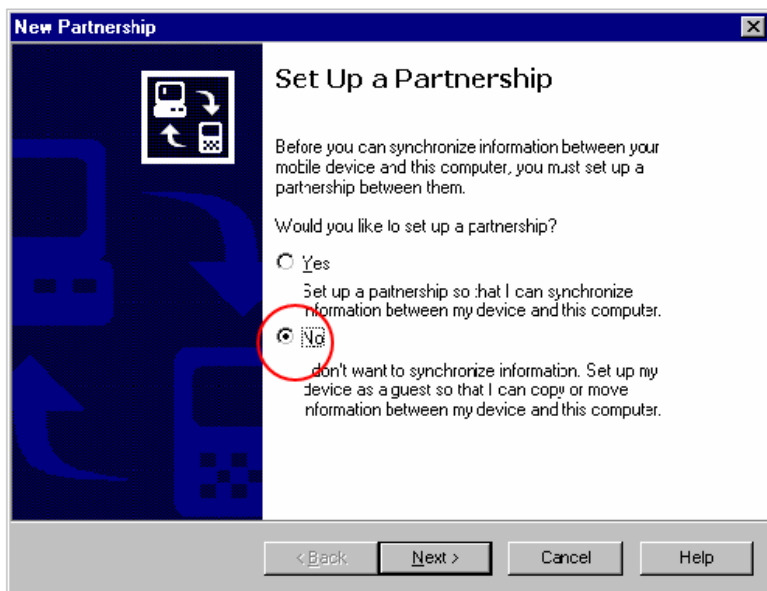 New Partnership
Set Up a Partnership
Before you can synchronize information between your
mobile device and this computer, you must set up a
partnership between them.
Would you like to set up a partnership?
Yes
Set up a partnership so that I can synchronize
information between my device and this computer.
No
I don't want to synchronize information. Set up my
device as a guest so that I can copy or move
information between my device and this computer.
< Back
Next >
Cancel
Help